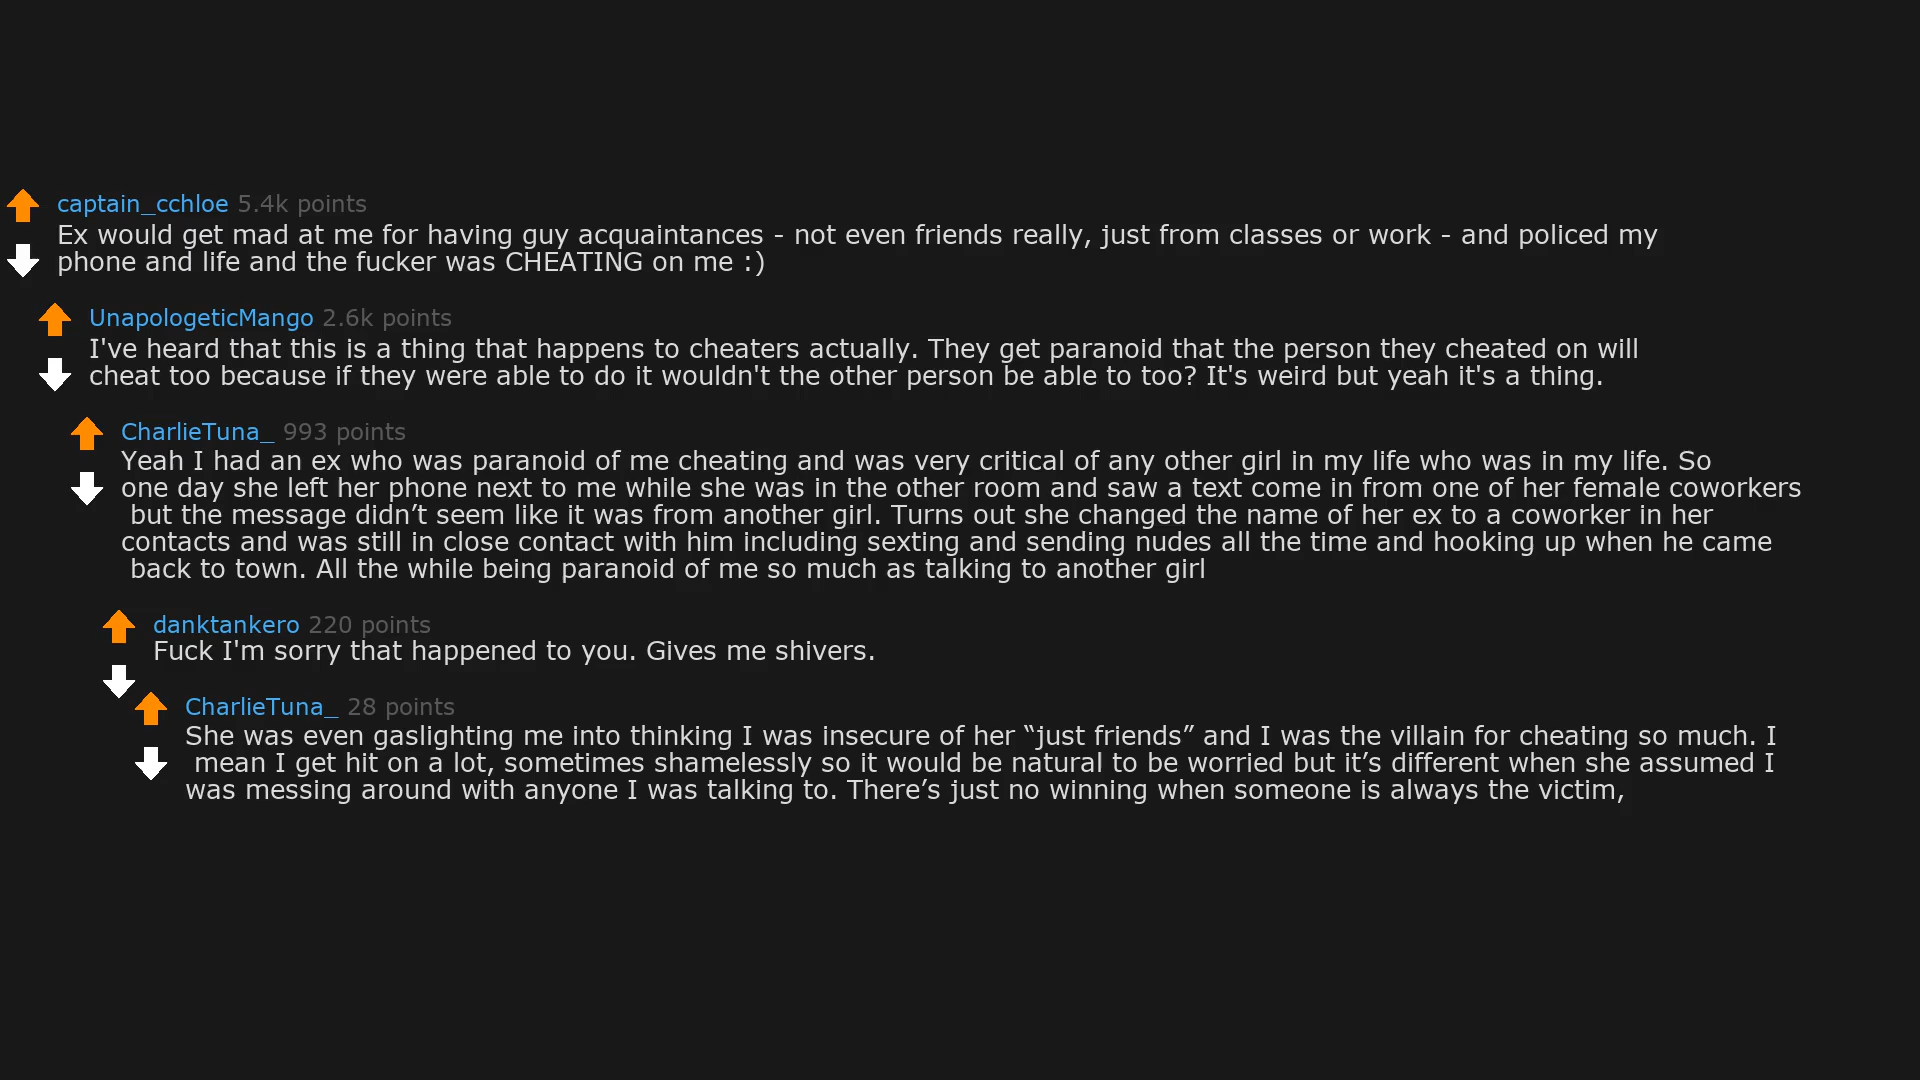 captain_cchloe 5.4k points
Ex would get mad at me for having guy acquaintances - not even friends really, just from classes or work - and policed my
phone and life and the fucker was CHEATING on me :)
UnapologeticMango 2.6k points
I've heard that this is a thing that happens to cheaters actually. They get paranoid that the person they cheated on will
cheat too because if they were able to do it wouldn't the other person be able to too? It's weird but yeah it's a thing.
CharlieTuna_ 993 points
Yeah I had an ex who was paranoid of me cheating and was very critical of any other girl in my life who was in my life. So
one day she left her phone next to me while she was in the other room and saw a text come in from one of her female coworkers
but the message didn’t seem like it was from another girl. Turns out she changed the name of her ex to a coworker in her
contacts and was still in close contact with him including sexting and sending nudes all the time and hooking up when he came
back to town. All the while being paranoid of me so much as talking to another girl
danktankero 220 points
Fuck I'm sorry that happened to you. Gives me shivers.
CharlieTuna_ 28 points
She was even gaslighting me into thinking I was insecure of her “just friends” and I was the villain for cheating so much. I
mean I get hit on a lot, sometimes shamelessly so it would be natural to be worried but it’s different when she assumed I
was messing around with anyone I was talking to. There’s just no winning when someone is always the victim,